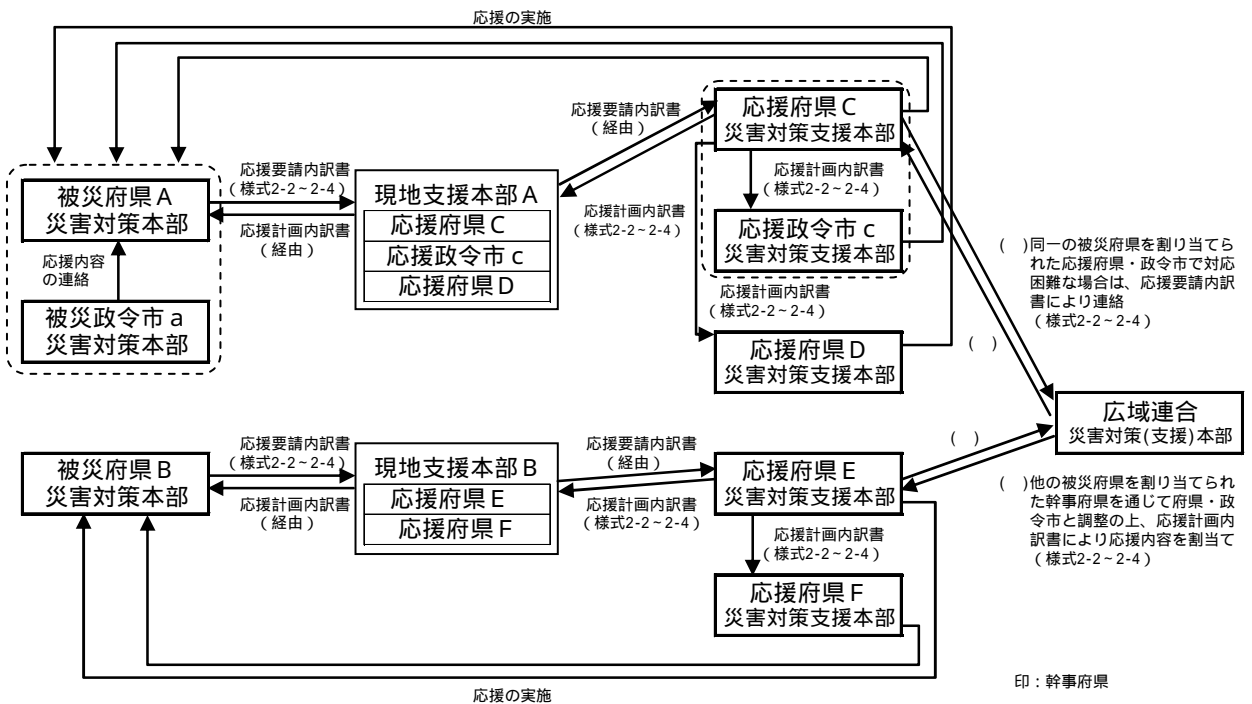 応援の実施
応援要請内訳書
（経由）
応援府県C
災害対策支援本部
応援要請内訳書
（様式2-2～2-4）
被災府県A
災害対策本部
現地支援本部A
応援府県C
応援政令市c
応援府県D
応援計画内訳書
（経由）
応援計画内訳書
（様式2-2～2-4）
応援計画内訳書
（様式2-2～2-4）
応援政令市c
災害対策支援本部
応援内容
の連絡
被災政令市a
災害対策本部
応援計画内訳書
（様式2-2～2-4）
応援府県D
災害対策支援本部
（　）同一の被災府県を割り当てら
れた応援府県・政令市で対応
困難な場合は、応援要請内訳
書により連絡
（様式2-2～2-4）
（　）
広域連合
災害対策(支援)本部
（　）
応援要請内訳書
（様式2-2～2-4）
被災府県B
災害対策本部
現地支援本部B
応援府県E
応援府県F
応援計画内訳書
（経由）
応援要請内訳書
（経由）
応援計画内訳書
（様式2-2～2-4）
応援府県E
災害対策支援本部
応援計画内訳書
（様式2-2～2-4）
応援府県F
災害対策支援本部
（　）他の被災府県を割り当てられ
た幹事府県を通じて府県・政
令市と調整の上、応援計画内
訳書により応援内容を割当て
（様式2-2～2-4）
応援の実施
印：幹事府県